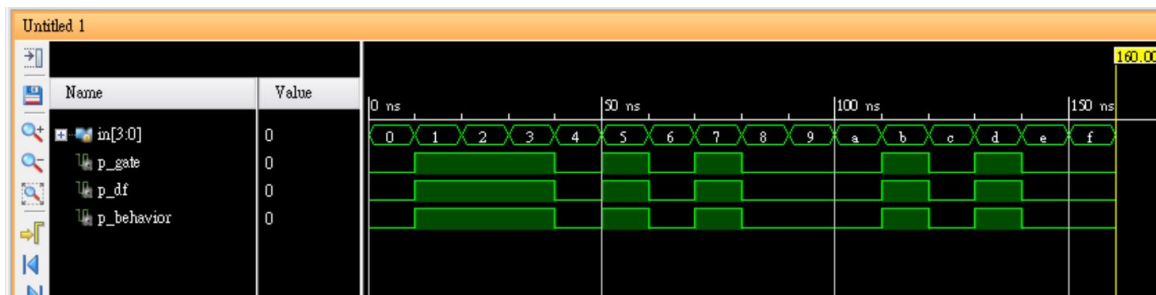 Untitled 1
160.00
Name Value
0 ns 50 ns 100 ns 150 ns
in[3:0] 0 0 1 2 3 4 5 6 7 8 9 a b c d e f
p_gate 0
p_df 0
p_behavior 0